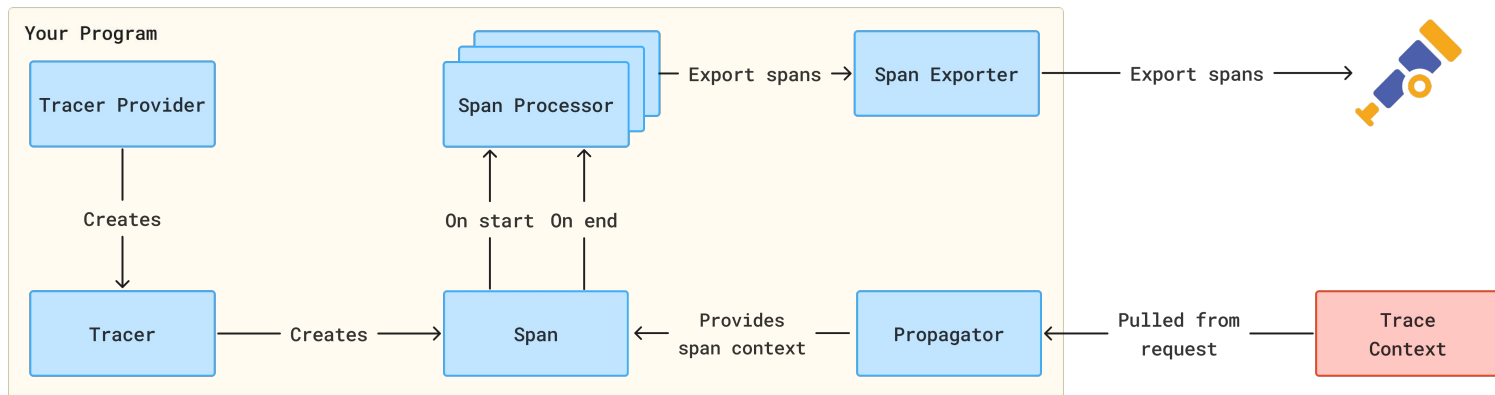 Your Program
Tracer Provider
Span Processor
Export spans
Span Exporter
Export spans
Creates
On start
On end
Tracer
Creates
Span
Provides
span context
Propagator
Pulled from
request
Trace
Context